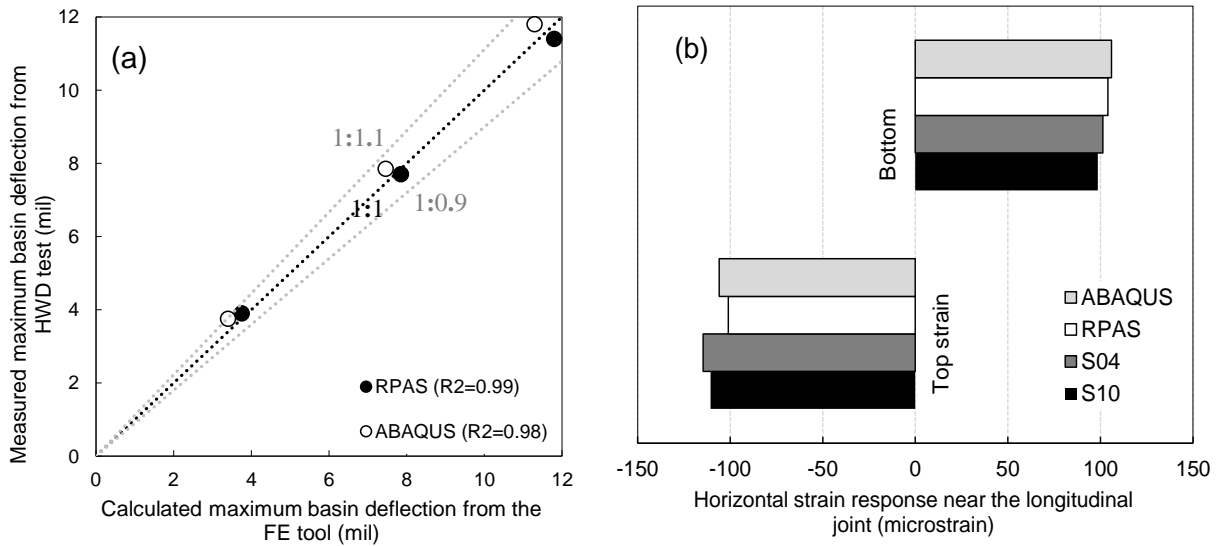 (a)
Measured maximum basin deflection from
HWD test (mil)
12
10
8
6
4
2
0
1:1.1
1:1
1:0.9
RPAS (R2=0.99)
ABAQUS (R2=0.98)
0
2
4
6
8
10
12
Calculated maximum basin deflection from the
FE tool (mil)
(b)
Bottom
Top strain
ABAQUS
RPAS
S04
S10
-150
-100
-50
0
50
100
150
Horizontal strain response near the longitudinal
joint (microstrain)